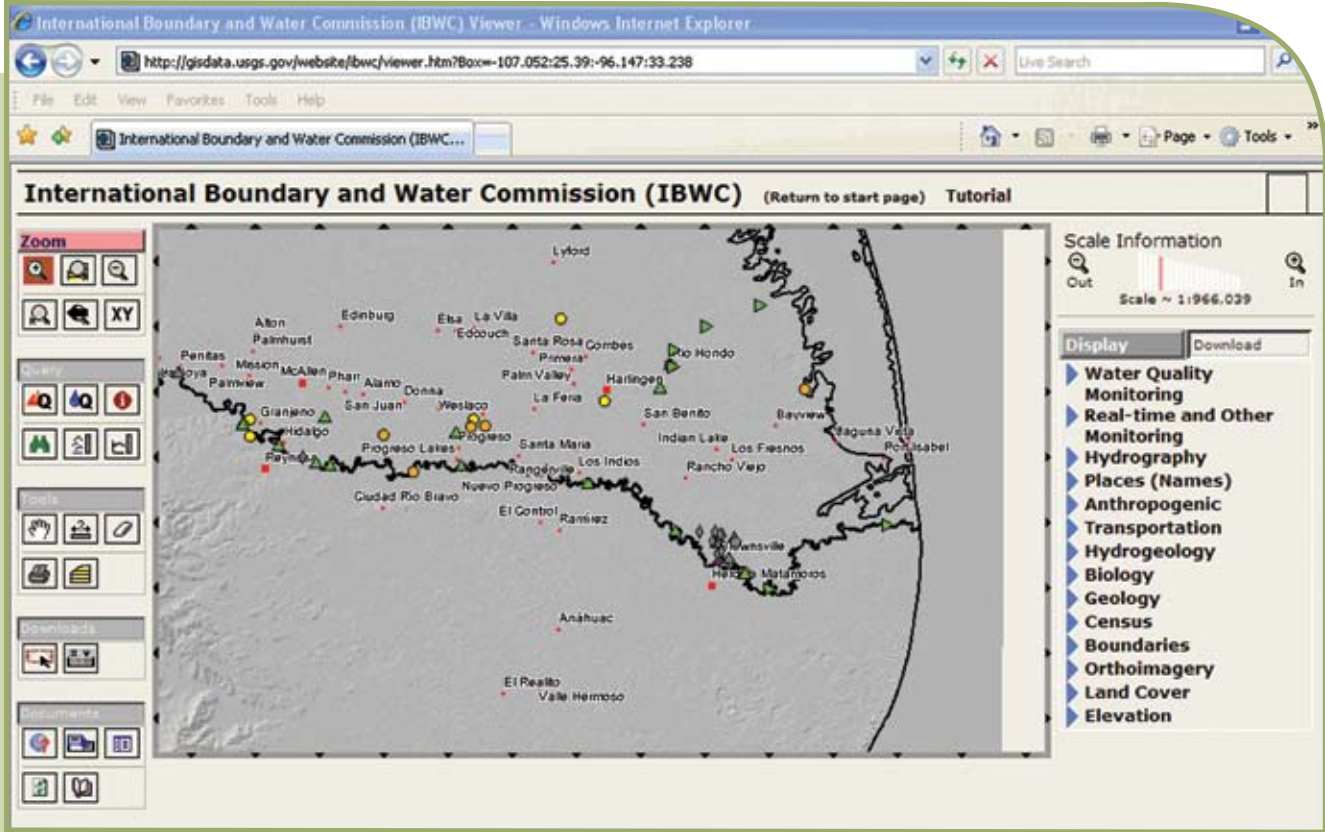 International Boundary and Water Commission (IBWC) Viewer - Windows Internet Explorer
http://gisdata.usgs.gov/website/ibwc/viewer.htm?Box=-107.052:25.39:-96.147:33.238
Live Search
File Edit View Favorites Tools Help
International Boundary and Water Commission (IBWC...
Page Tools
International Boundary and Water Commission (IBWC) (Return to start page) Tutorial
Zoom
XY
Query
Q Q
Tools
Downloads
Documents
Lyford
Edinburg
Elsa La Villa
Alton
Edcouch
Palmhurst
Santa Rosa Combes
Penitas
Primera
Rio Hondo
Mission McAllen Pharr
Palmview
Alamo
Palm Valley
Harlingen
Donna
La Feria
San Juan
Weslaco
Granjeno
San Benito
Bayview
Hidalgo
Progreso
Laguna Vista
Indian Lake
Progreso Lakes
Santa Maria
Los Fresnos
Port Isabel
Los Indios
Rangerville
Rancho Viejo
Nuevo Progreso
Ciudad Rio Bravo
El Control
Ramirez
Matamoros
Anáhuac
El Realito
Valle Hermoso
Scale Information
Out
In
Scale ~ 1:966,039
Display
Download
Water Quality
Monitoring
Real-time and Other
Monitoring
Hydrography
Places (Names)
Anthropogenic
Transportation
Hydrogeology
Biology
Geology
Census
Boundaries
Orthoimagery
Land Cover
Elevation